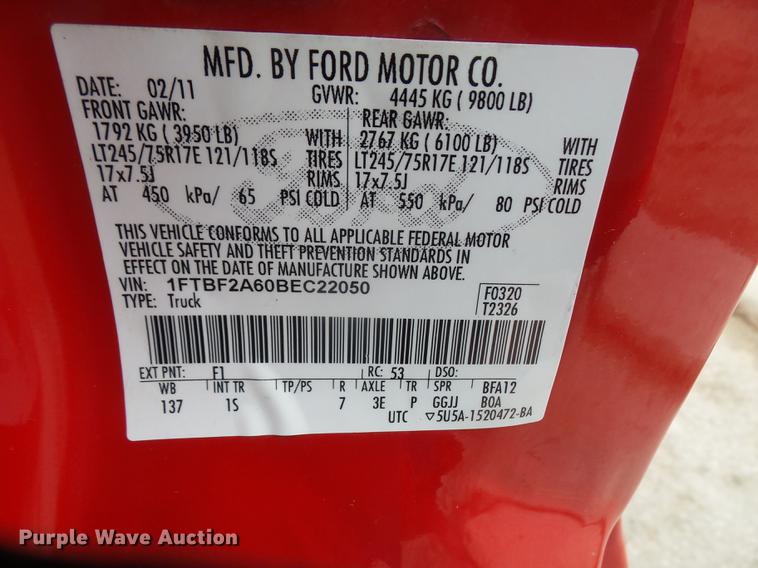 MFD. BY FORD MOTOR CO.
DATE: 02/11 GVWR: 4445 KG ( 9800 LB)
FRONT GAWR: REAR GAWR:
1792 KG ( 3950 LB) WITH 2767 KG ( 6100 LB) WITH
LT245/75R17E 121/118S TIRES LT245/75R17E 121/118S TIRES
17x7.5J RIMS 17x7.5J RIMS
AT 450 kPa/ 65 PSI COLD AT 550 kPa/ 80 PSI COLD
Ford
THIS VEHICLE CONFORMS TO ALL APPLICABLE FEDERAL MOTOR
VEHICLE SAFETY AND THEFT PREVENTION STANDARDS IN
EFFECT ON THE DATE OF MANUFACTURE SHOWN ABOVE.
VIN: 1FTBF2A60BEC22050 F0320
TYPE: Truck T2326
EXT PNT: F1 RC: 53 DSO:
WB INT TR TP/PS R AXLE TR SPR BFA12
137 1S 7 3E P GGJJ BOA
UTC ▽5U5A-1520472-BA
Purple Wave Auction